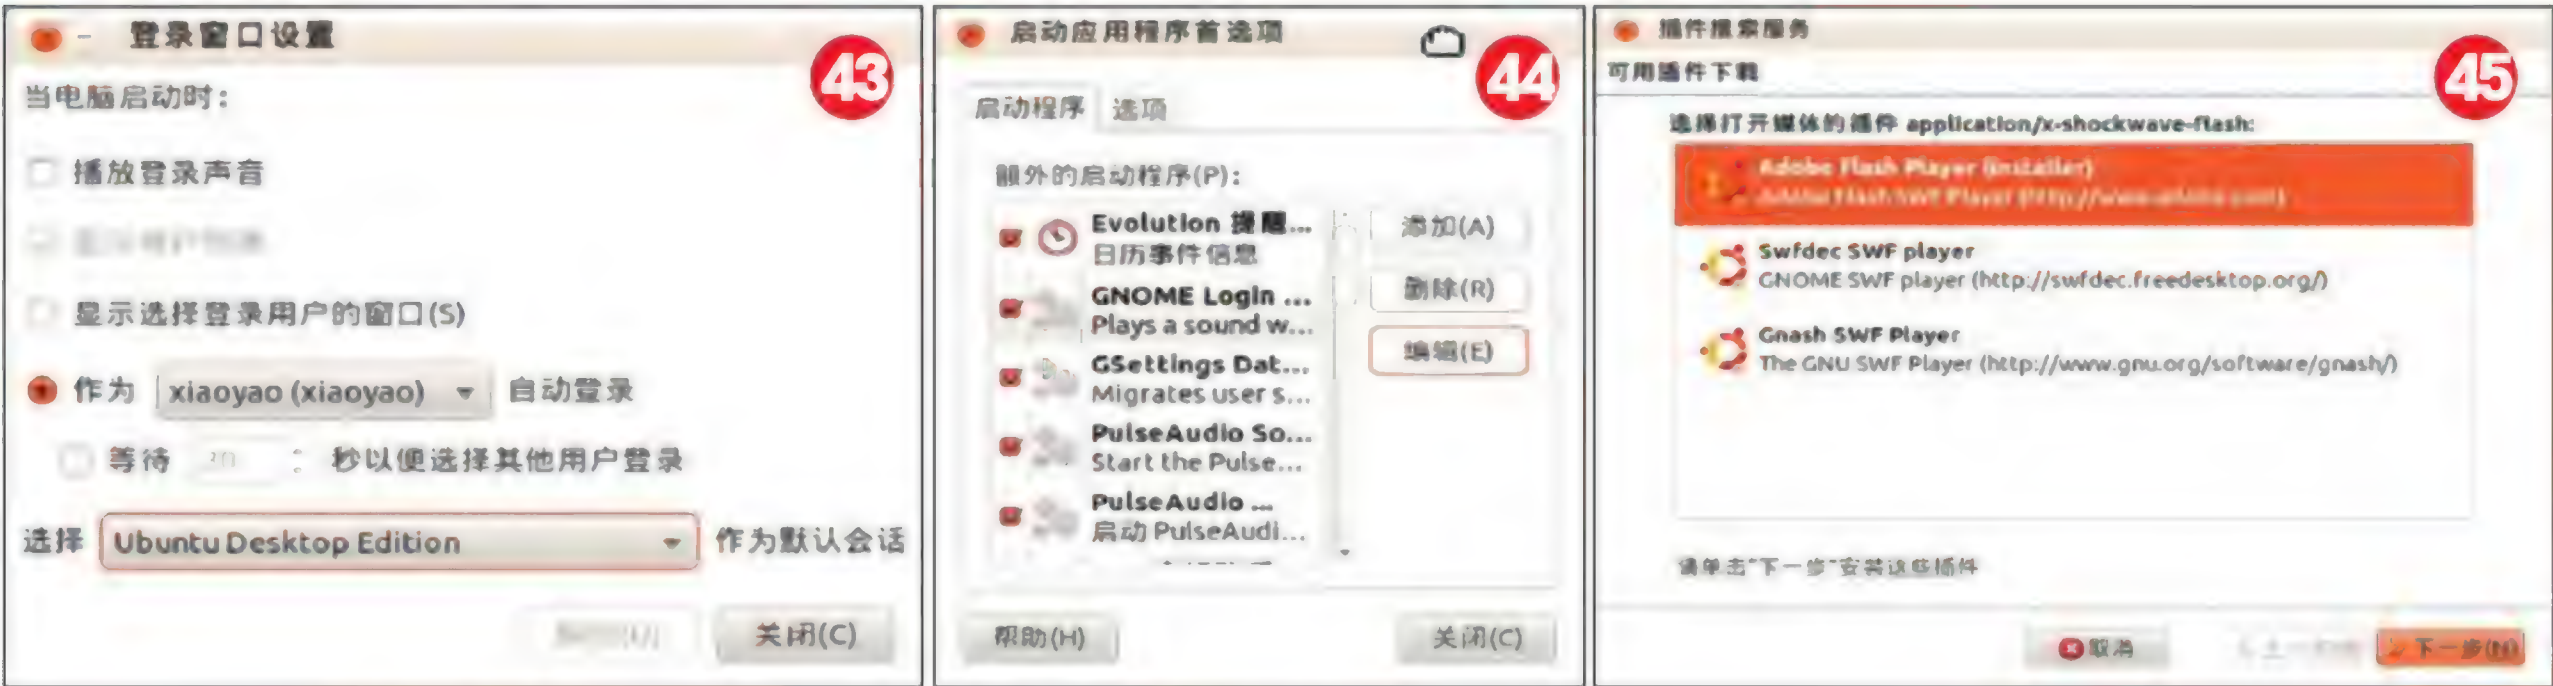 登录窗口设置
43
当电脑启动时:
播放登录声音
显示选择登录用户的窗口(S)
作为 xiaoyao (xiaoyao) 自动登录
等待 秒以便选择其他用户登录
选择 Ubuntu Desktop Edition 作为默认会话
关闭(C)
启动应用程序首选项
44
启动程序 选项
额外的启动程序(P):
Evolution 提醒...
日历事件信息
GNOME Login ...
Plays a sound w...
GSettings Dat...
Migrates user s...
PulseAudio So...
Start the Pulse...
PulseAudio ...
启动 PulseAudi...
添加(A)
删除(R)
编辑(E)
帮助(H)
关闭(C)
插件搜索服务
45
可用插件下载
选择打开媒体的插件 application/x-shockwave-flash:
Adobe Flash Player (installer)
Adobe Flash SWF Player (http://www.adobe.com)
Swfdec SWF player
GNOME SWF player (http://swfdec.freedesktop.org/)
Gnash SWF Player
The GNU SWF Player (http://www.gnu.org/software/gnash/)
请单击"下一步"安装这些插件
取消
下一步(N)